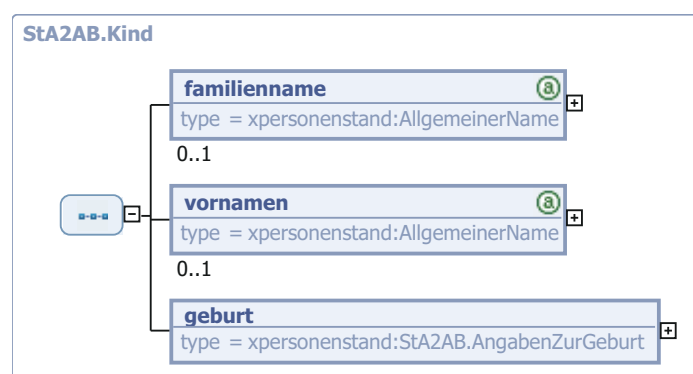 StA2AB.Kind
familienname
type = xpersonenstand:AllgemeinerName
0..1
vornamen
type = xpersonenstand:AllgemeinerName
0..1
geburt
type = xpersonenstand:StA2AB.AngabenZurGeburt